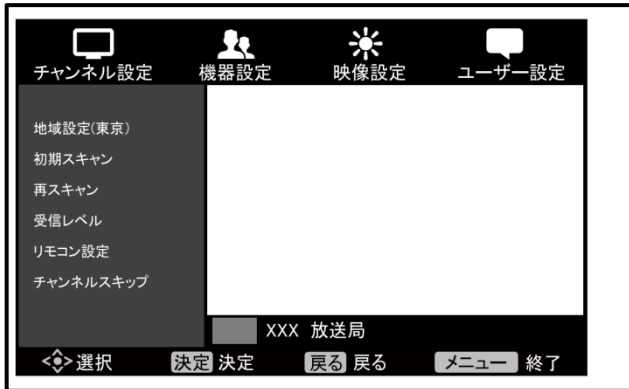 チャンネル設定 機器設定 映像設定 ユーザー設定
地域設定(東京)
初期スキャン
再スキャン
受信レベル
リモコン設定
チャンネルスキップ
XXX 放送局
選択 決定 決定 戻る 戻る メニュー 終了